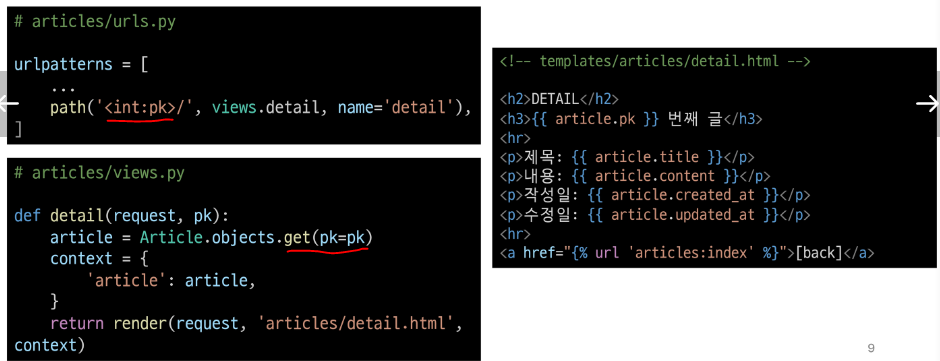 # articles/urls.py
urlpatterns = [
...
path('<int:pk>/', views.detail, name='detail'),
]
# articles/views.py
def detail(request, pk):
article = Article.objects.get(pk=pk)
context = {
'article': article,
}
return render(request, 'articles/detail.html',
context)
<!-- templates/articles/detail.html -->
<h2>DETAIL</h2>
<h3>{{ article.pk }} 번째 글</h3>
<hr>
<p>제목: {{ article.title }}</p>
<p>내용: {{ article.content }}</p>
<p>작성일: {{ article.created_at }}</p>
<p>수정일: {{ article.updated_at }}</p>
<hr>
<a href="{% url 'articles:index' %}">[back]</a>
9